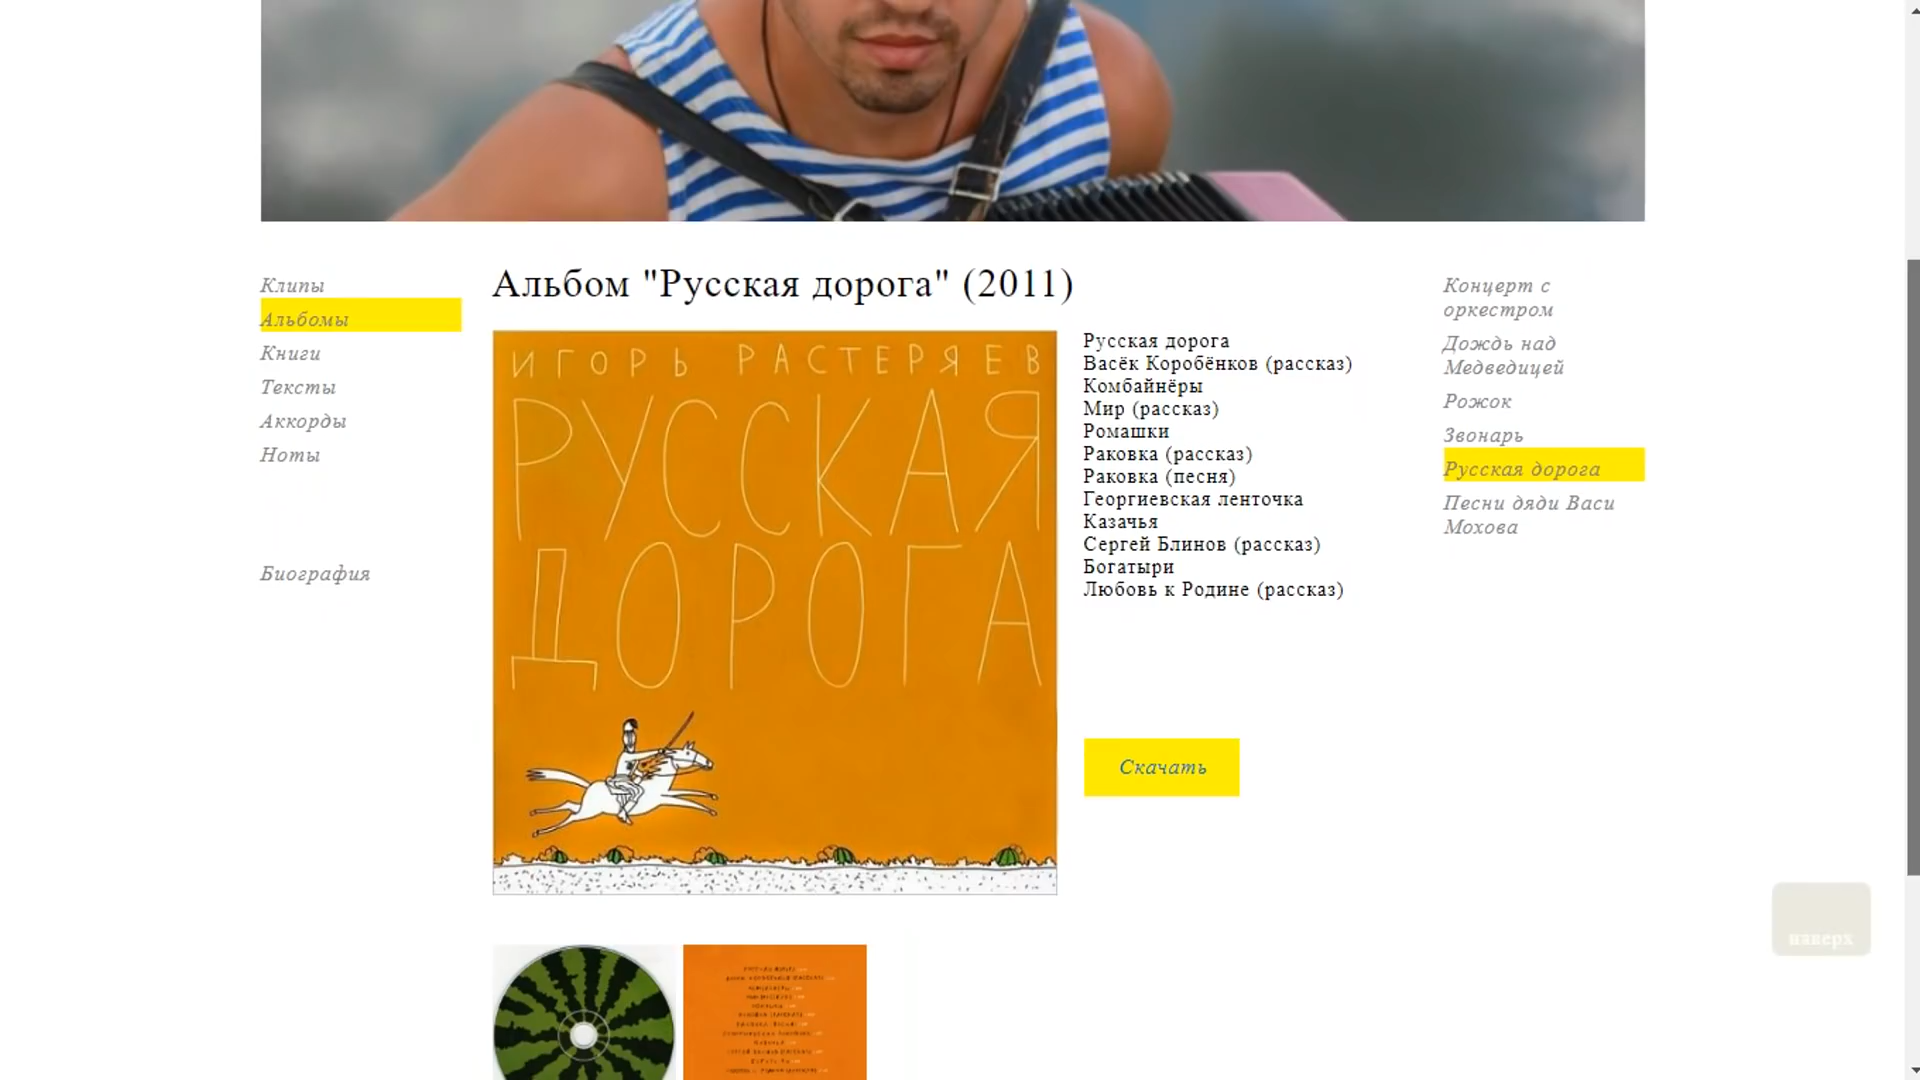 Клипы
Альбомы
Книги
Тексты
Аккорды
Ноты
Биография
Альбом "Русская дорога" (2011)
ИГОРЬ РАСТЕРЯЕВ
РУССКАЯ
ДОРОГА
Русская дорога
Васёк Коробёнков (рассказ)
Комбайнёры
Мир (рассказ)
Ромашки
Раковка (рассказ)
Раковка (песня)
Георгиевская ленточка
Казачья
Сергей Блинов (рассказ)
Богатыри
Любовь к Родине (рассказ)
Скачать
Концерт с
оркестром
Дождь над
Медведицей
Рожок
Звонарь
Русская дорога
Песни дяди Васи
Мохова
наверх